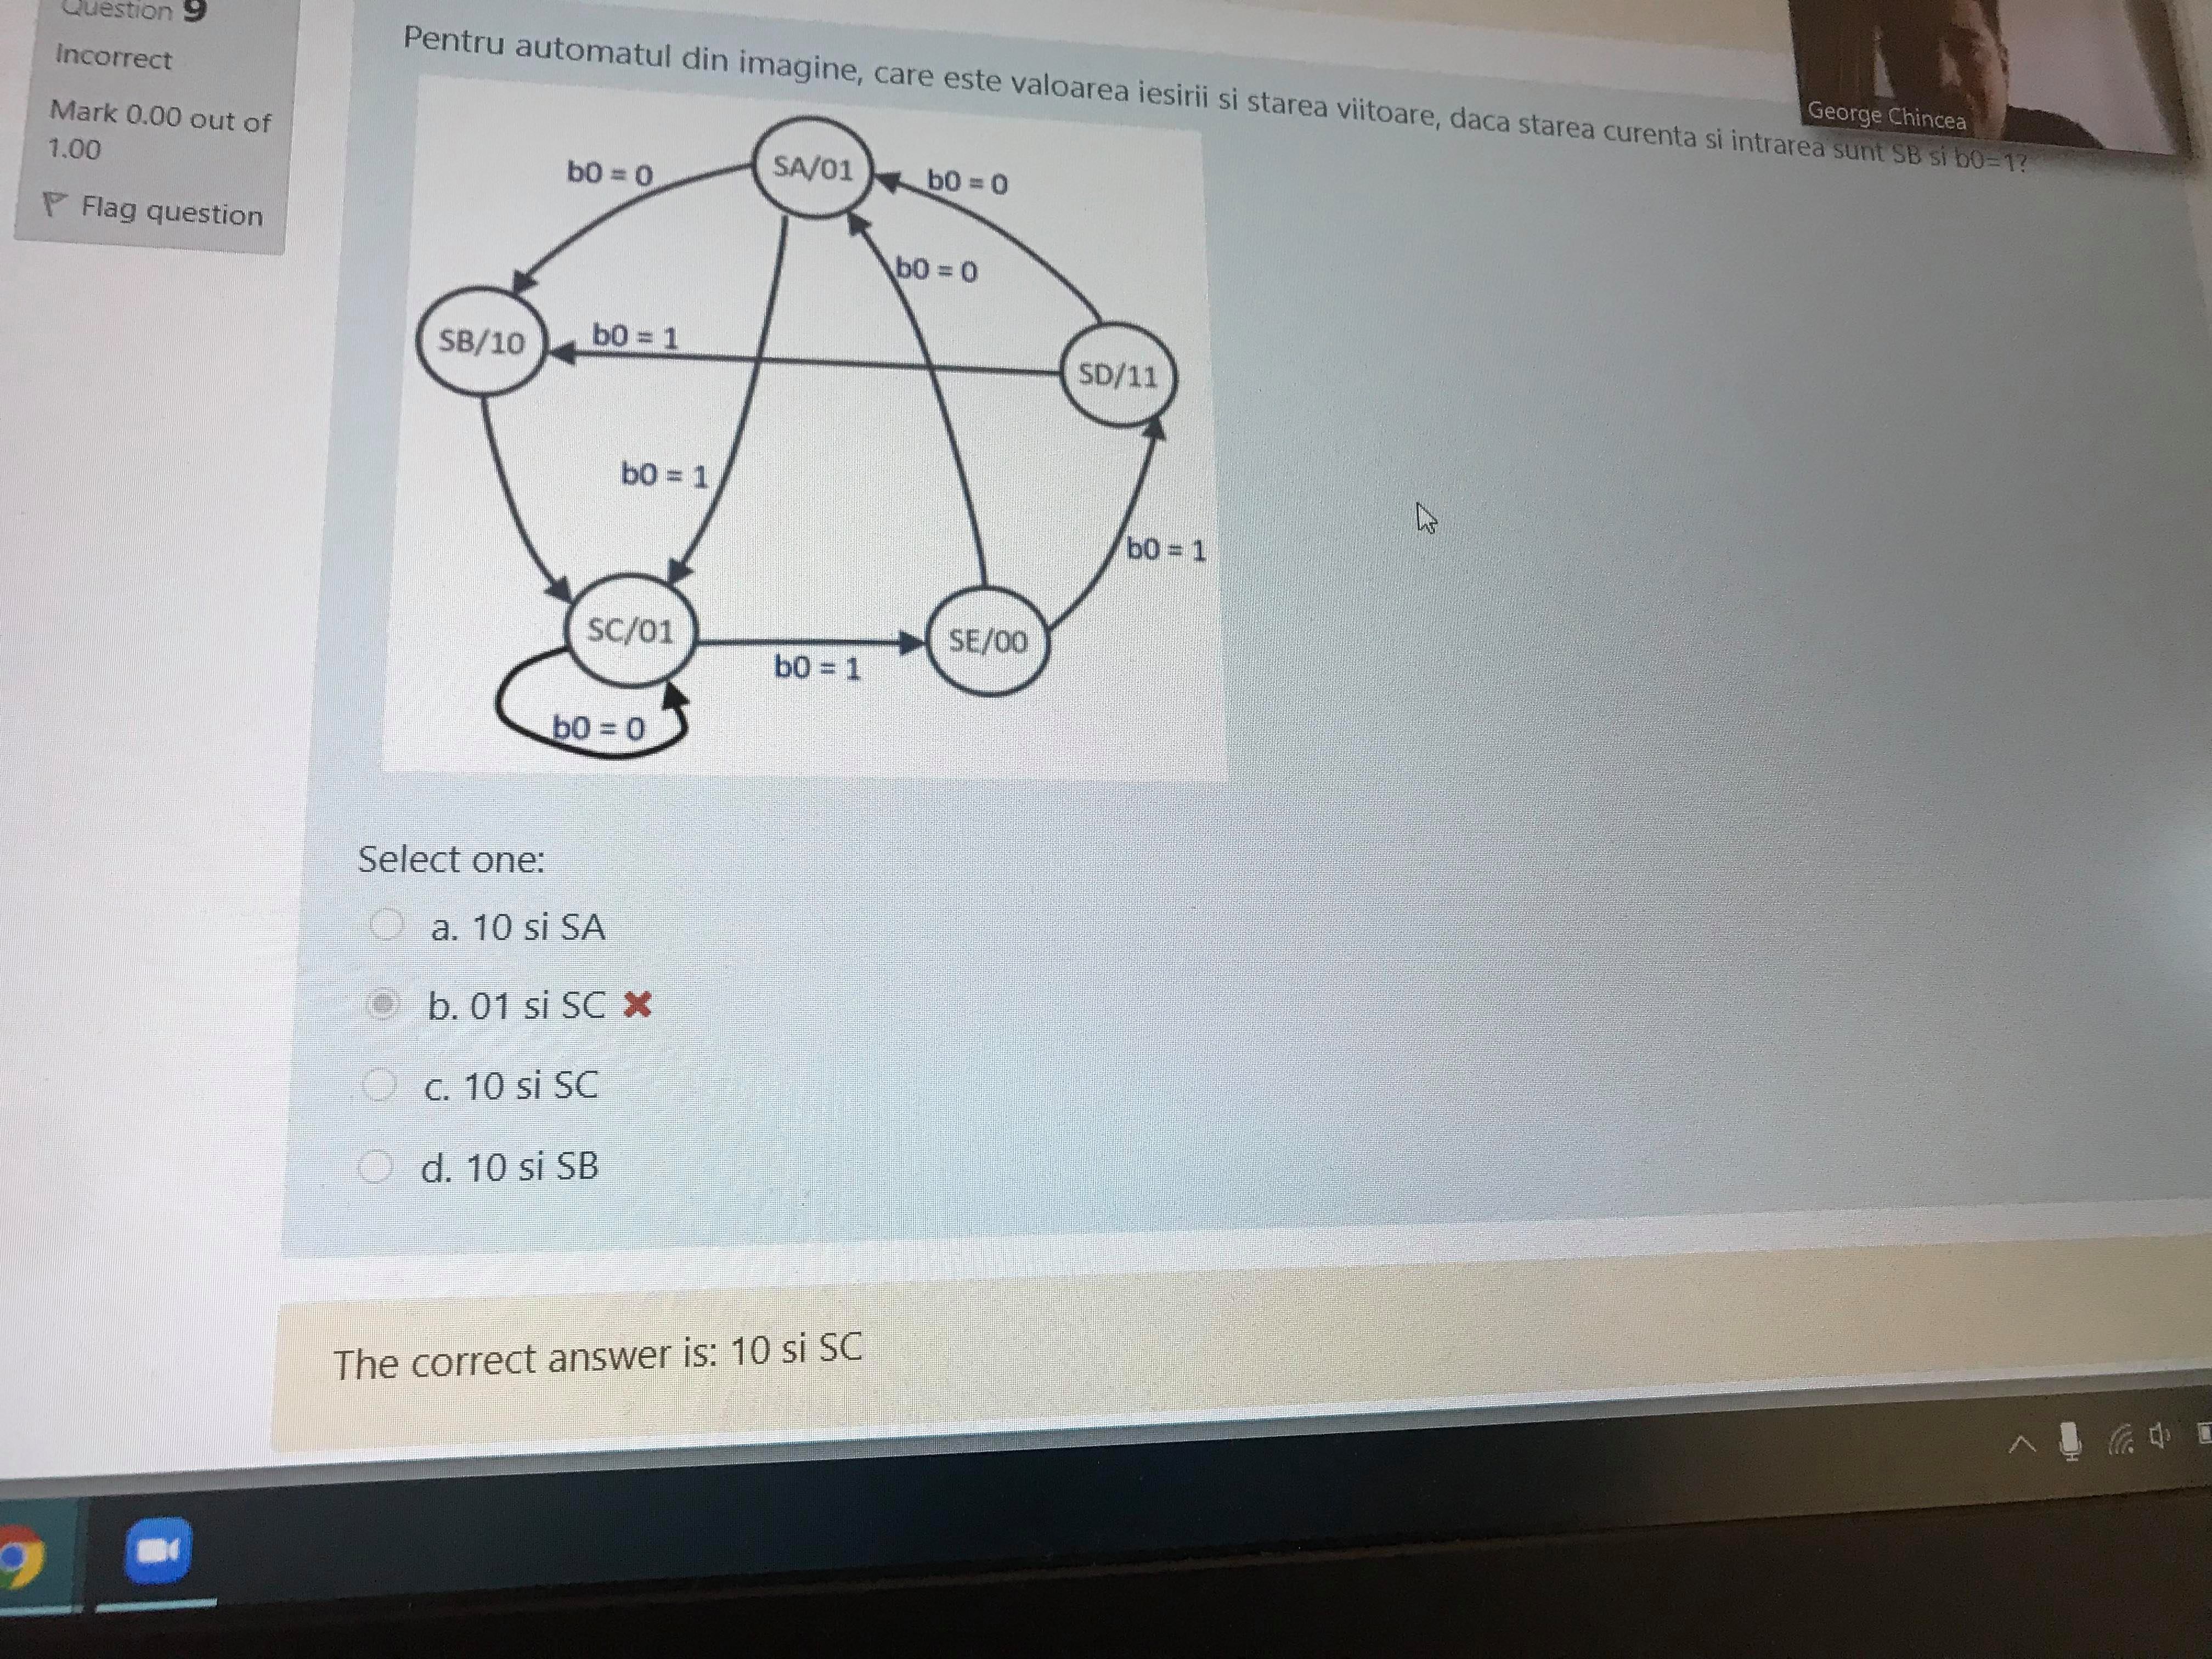 Question 9
Incorrect
Mark 0.00 out of
1.00
Flag question
Pentru automatul din imagine, care este valoarea iesirii si starea viitoare, daca starea curenta si intrarea sunt SB si b0=1?
George Chincea
SA/01
b0 = 0
b0 = 0
b0 = 0
SB/10
b0 = 1
SD/11
b0 = 1
b0 = 1
SC/01
SE/00
b0 = 1
b0 = 0
Select one:
a. 10 si SA
b. 01 si SC
c. 10 si SC
d. 10 si SB
The correct answer is: 10 si SC